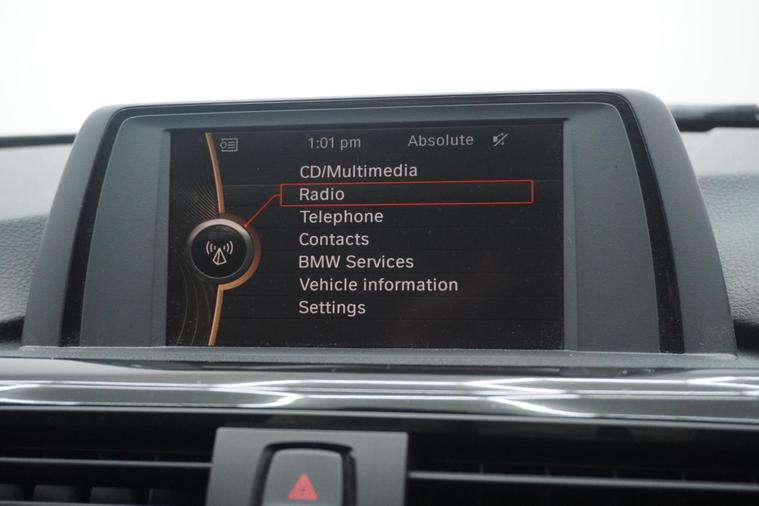 1:01 pm Absolute
CD/Multimedia
Radio
Telephone
Contacts
BMW Services
Vehicle information
Settings